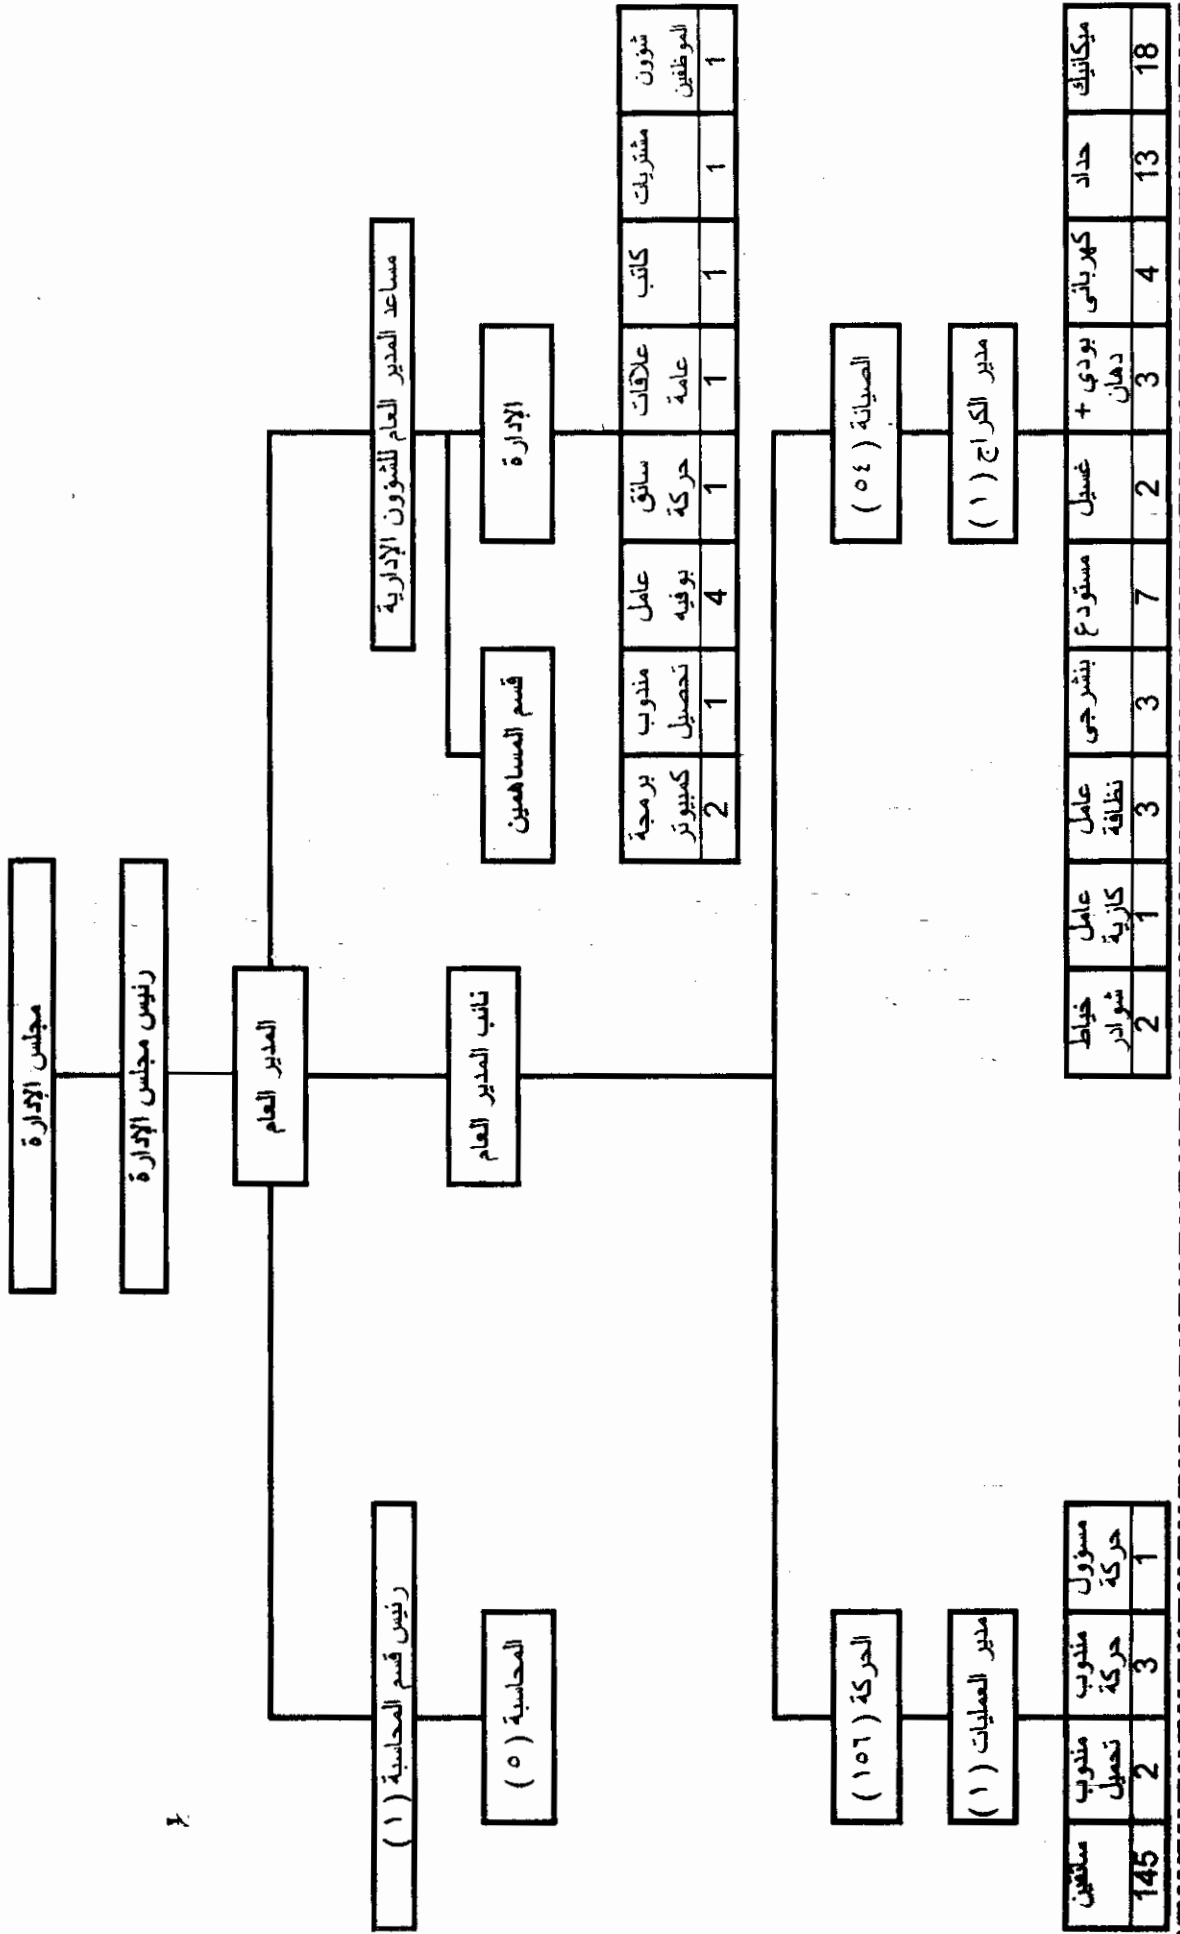 مجلس الإدارة
رئيس مجلس الإدارة
المدير العام
مساعد المدير العام للشؤون الإدارية
رئيس قسم المحاسبة ( ١ )
نائب المدير العام
الإدارة
قسم المساهمين
المحاسبة ( ٥ )
شؤون الموظفين
مشتريات
كاتب
علاقات عامة
سائق حركة
عامل بوفيه
مندوب تحصيل
برمجة كمبيوتر
1 1 1 1 1 4 1 2
الصيانة ( ٥٤ )
الحركة ( ١٥٦ )
مدير الكراج ( ١ )
مدير العمليات ( ١ )
ميكانيك
حداد
كهربائى
بودي + دهان
غسيل
مستودع
بنشرجى
عامل نظافة
عامل كازية
خياط شوادر
18 13 4 3 2 7 3 3 1 2
مسؤول حركة
مندوب حركة
مندوب تحميل
سائقين
1 3 2 145